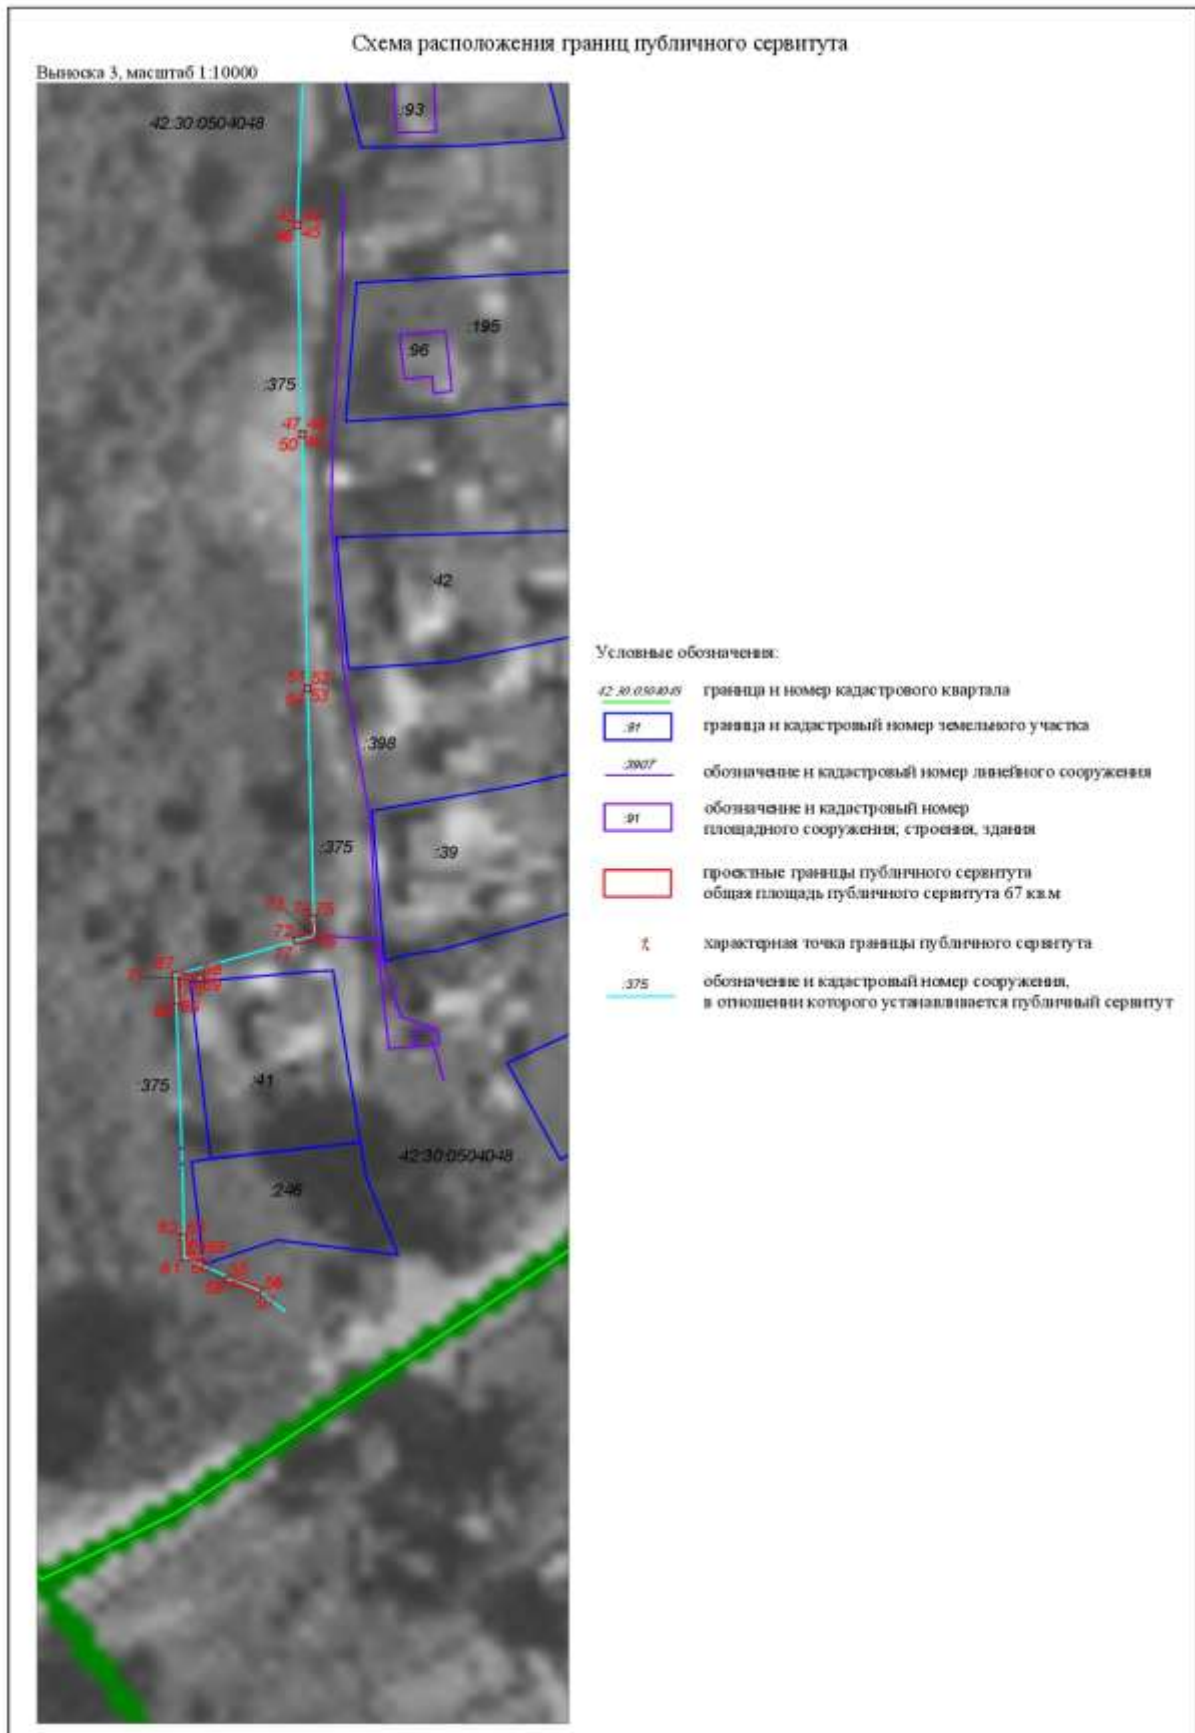 Схема расположения границ публичного сервитута
Выноска 3, масштаб 1:10000
:93
42:30:0504048
:195
:96
:375
47
50
:42
:398
:375
:39
:375
:41
42:30:0504048
:246
61
56
Условные обозначения:
граница и номер кадастрового квартала
:91
граница и кадастровый номер земельного участка
:3907
обозначение и кадастровый номер линейного сооружения
:91
обозначение и кадастровый номер
площадного сооружения; строения, здания
проектные границы публичного сервитута
общая площадь публичного сервитута 67 кв.м
характерная точка границы публичного сервитута
:375
обозначение и кадастровый номер сооружения,
в отношении которого устанавливается публичный сервитут